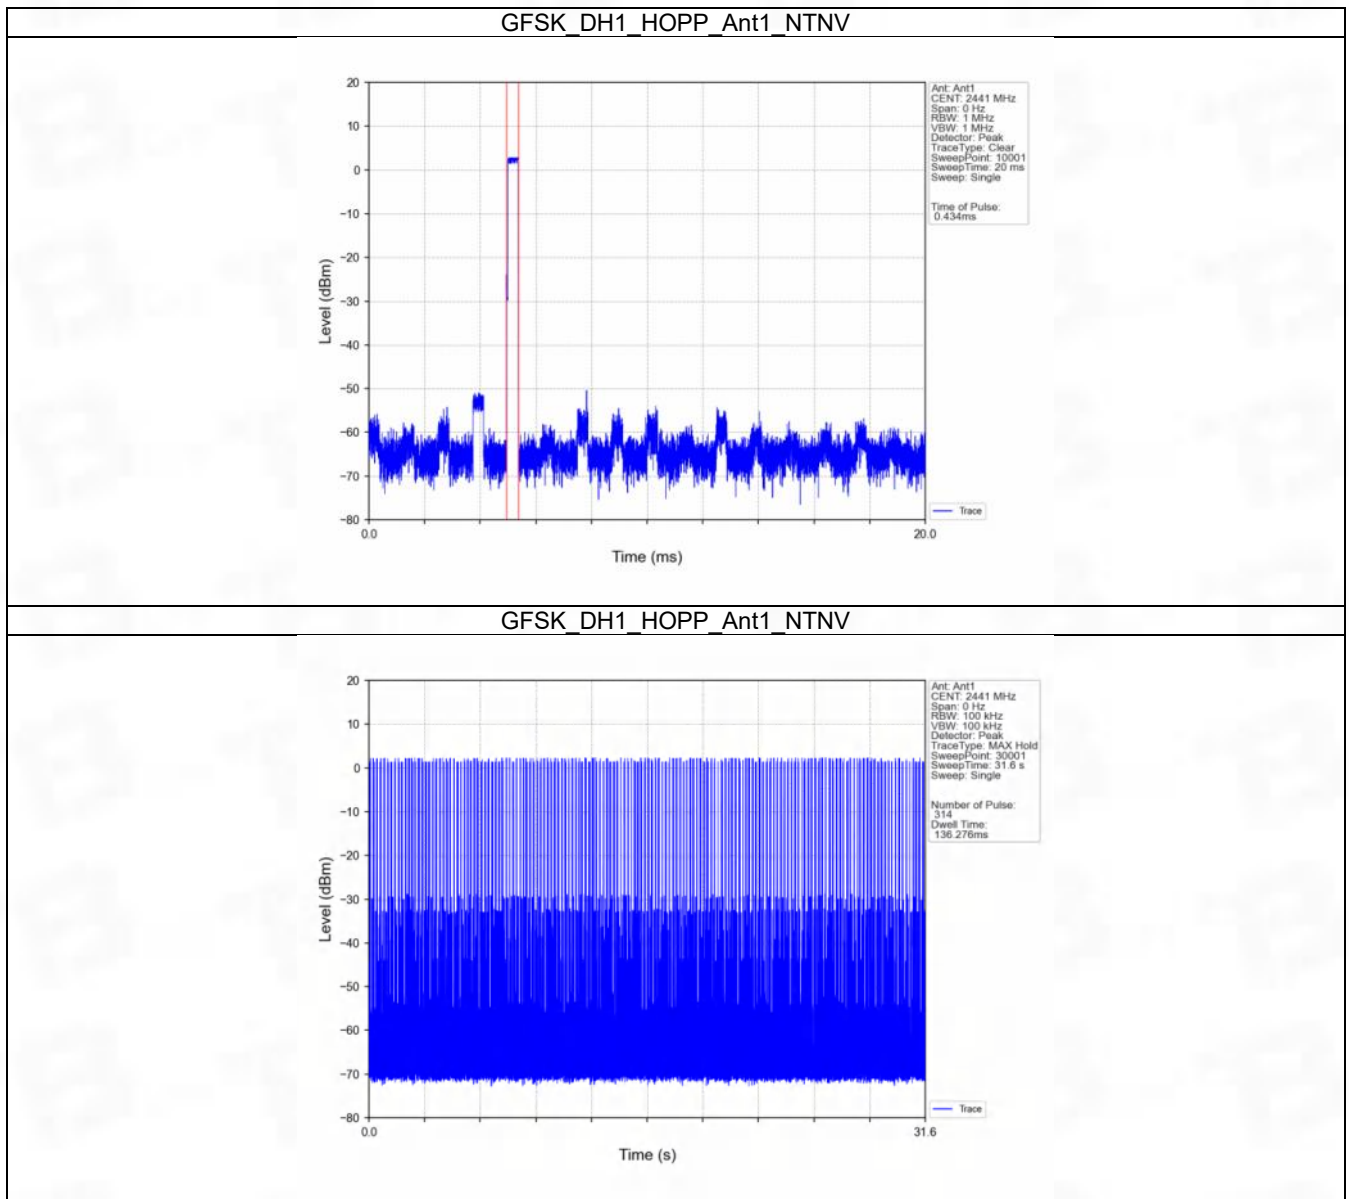 GFSK_DH1_HOPP_Ant1_NTNV
20
10
0
−10
−20
−30
−40
−50
−60
−70
−80
Level (dBm)
0.0
20.0
Time (ms)
Ant: Ant1
CENT: 2441 MHz
Span: 0 Hz
RBW: 1 MHz
VBW: 1 MHz
Detector: Peak
TraceType: Clear
SweepPoint: 10001
SweepTime: 20 ms
Sweep: Single
Time of Pulse:
0.434ms
Trace
GFSK_DH1_HOPP_Ant1_NTNV
20
10
0
−10
−20
−30
−40
−50
−60
−70
−80
Level (dBm)
0.0
31.6
Time (s)
Ant: Ant1
CENT: 2441 MHz
Span: 0 Hz
RBW: 100 kHz
VBW: 100 kHz
Detector: Peak
TraceType: MAX Hold
SweepPoint: 30001
SweepTime: 31.6 s
Sweep: Single
Number of Pulse:
314
Dwell Time:
136.276ms
Trace